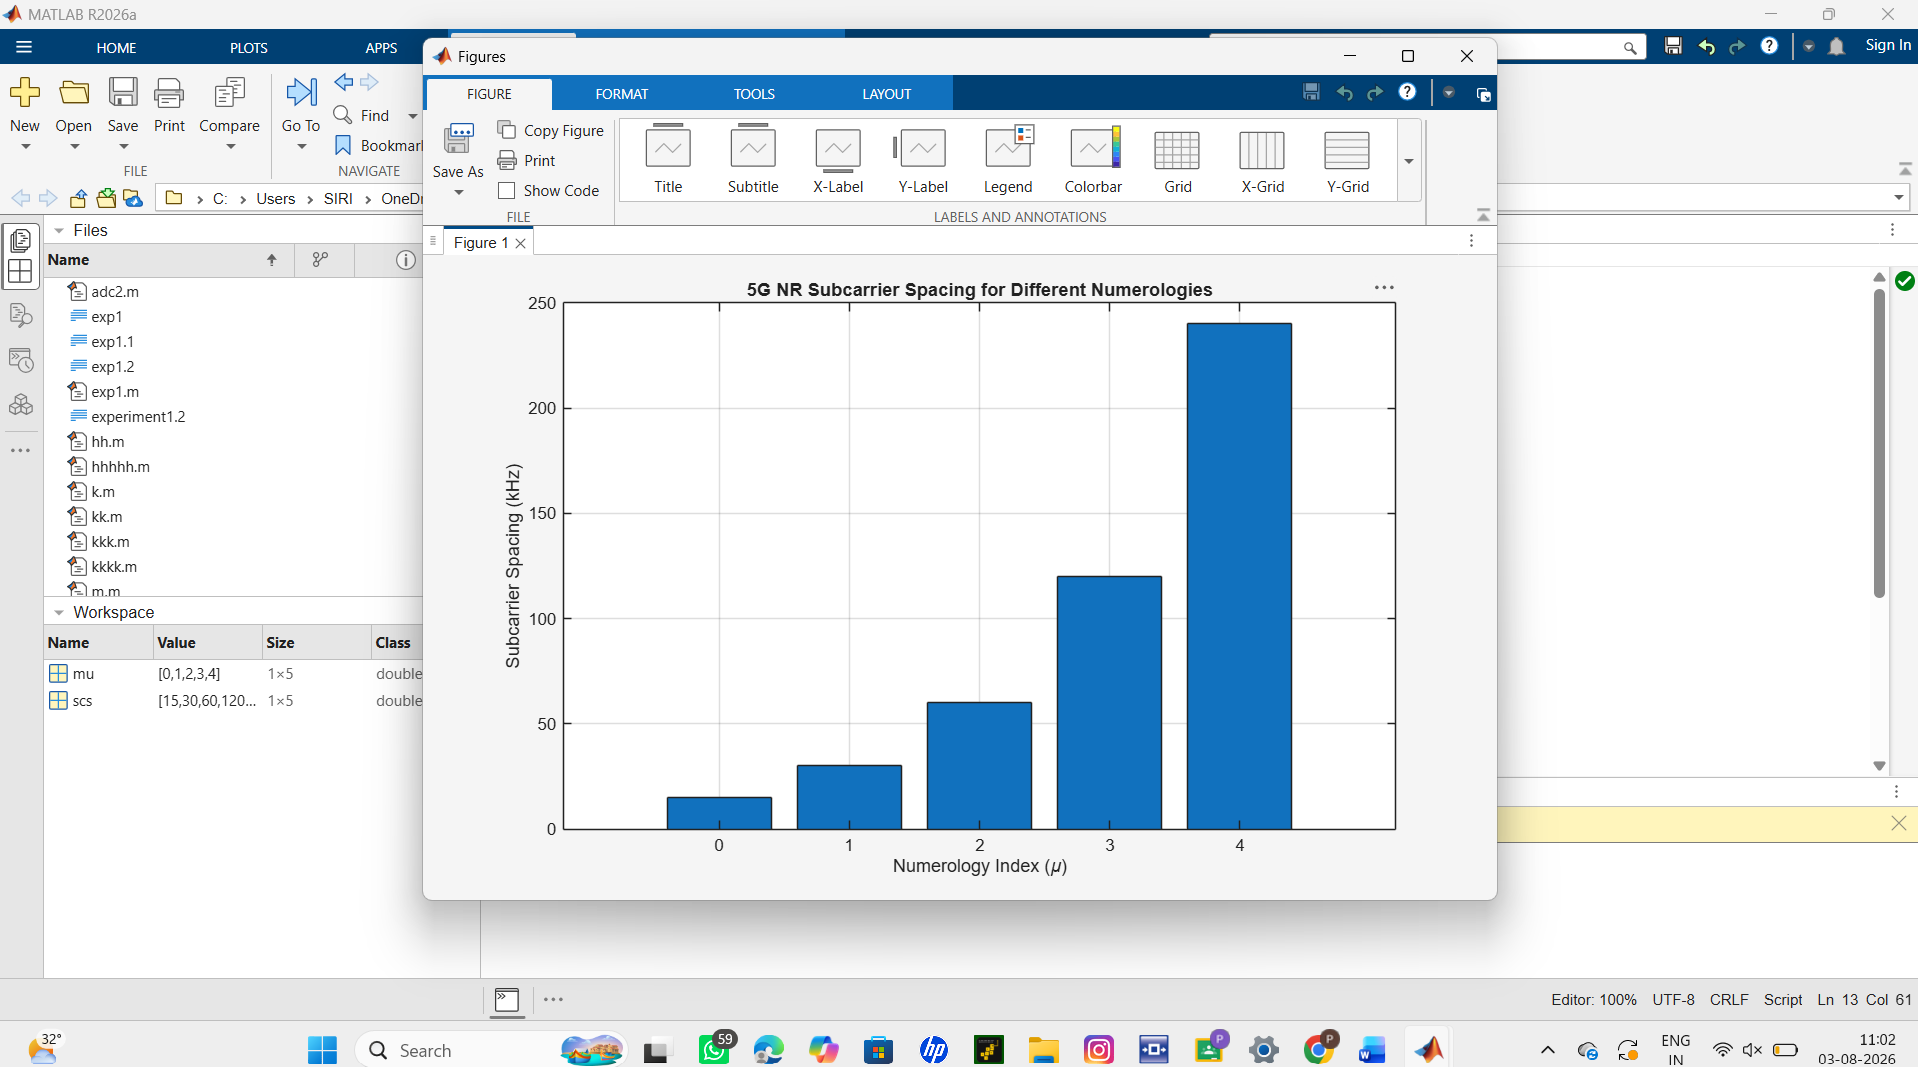 MATLAB R2026a
HOME
PLOTS
APPS
Sign In
New
Open
Save
Print
Compare
Go To
Find
Bookmark
FILE
NAVIGATE
C:
Users
SIRI
Files
Name
adc2.m
exp1
exp1.1
exp1.2
exp1.m
experiment1.2
hh.m
hhhhh.m
k.m
kk.m
kkk.m
kkkk.m
m.m
Workspace
Name Value Size Class
mu [0,1,2,3,4] 1×5 double
scs [15,30,60,120... 1×5 double
Figures
FIGURE
FORMAT
TOOLS
LAYOUT
Save As
Copy Figure
Print
Show Code
FILE
Title
Subtitle
X-Label
Y-Label
Legend
Colorbar
Grid
X-Grid
Y-Grid
LABELS AND ANNOTATIONS
Figure 1
5G NR Subcarrier Spacing for Different Numerologies
250
200
150
100
50
0
Subcarrier Spacing (kHz)
0 1 2 3 4
Numerology Index (μ)
Editor: 100% UTF-8 CRLF Script Ln 13 Col 61
32°
Search
59
P
P
ENG
IN
11:02
03-08-2026